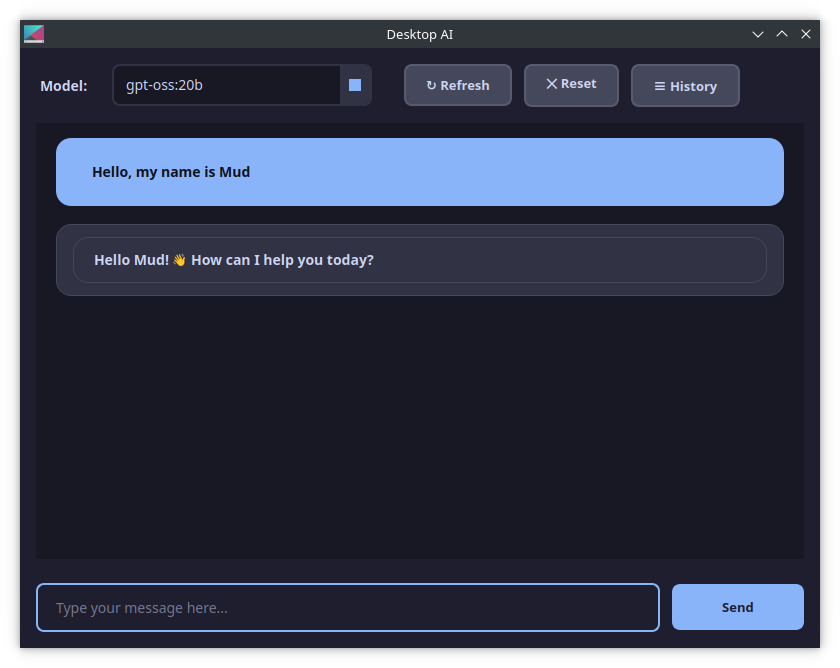 Desktop AI
Model:
gpt-oss:20b
↻ Refresh
✕ Reset
≡ History
Hello, my name is Mud
Hello Mud! 👋 How can I help you today?
Type your message here...
Send